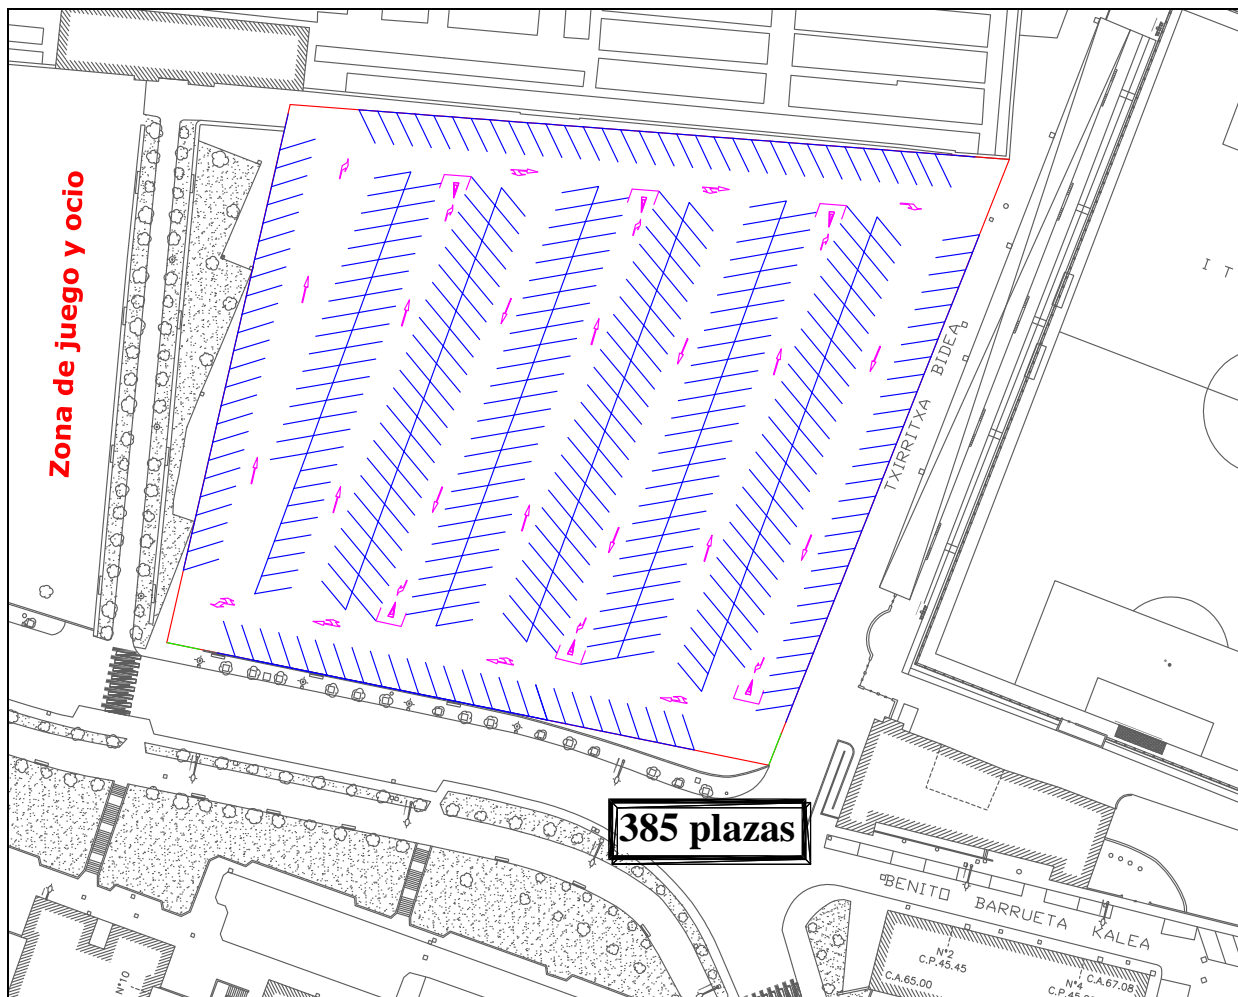 Zona de juego y ocio
I T
TXIRRITXA BIDEA
385 plazas
BENITO BARRUETA KALEA
Nº2
C.P.45.45
C.A.65.00
C.A.67.08
Nº4
Nº10